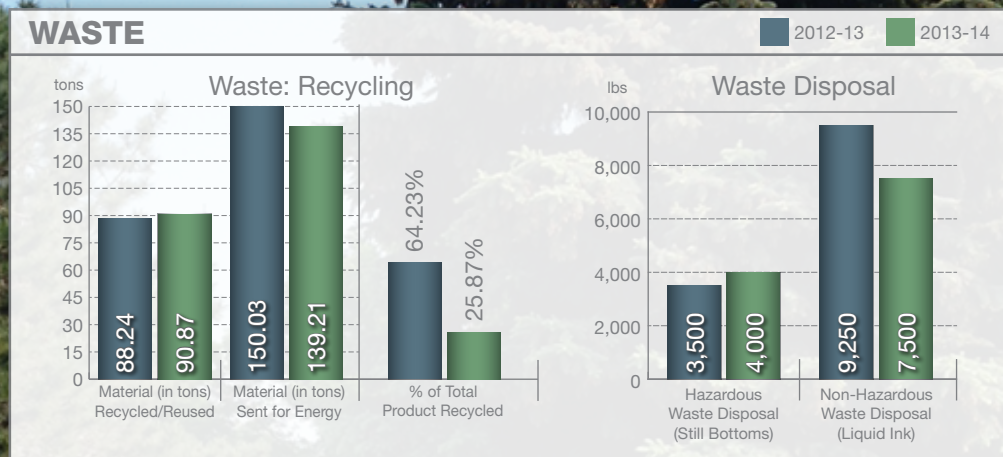 WASTE
2012-13
2013-14
tons
Waste: Recycling
150
135
120
105
90
75
60
45
30
15
0
88.24
90.87
150.03
139.21
64.23%
25.87%
Material (in tons)
Recycled/Reused
Material (in tons)
Sent for Energy
% of Total
Product Recycled
lbs
Waste Disposal
10,000
8,000
6,000
4,000
2,000
0
3,500
4,000
9,250
7,500
Hazardous
Waste Disposal
(Still Bottoms)
Non-Hazardous
Waste Disposal
(Liquid Ink)